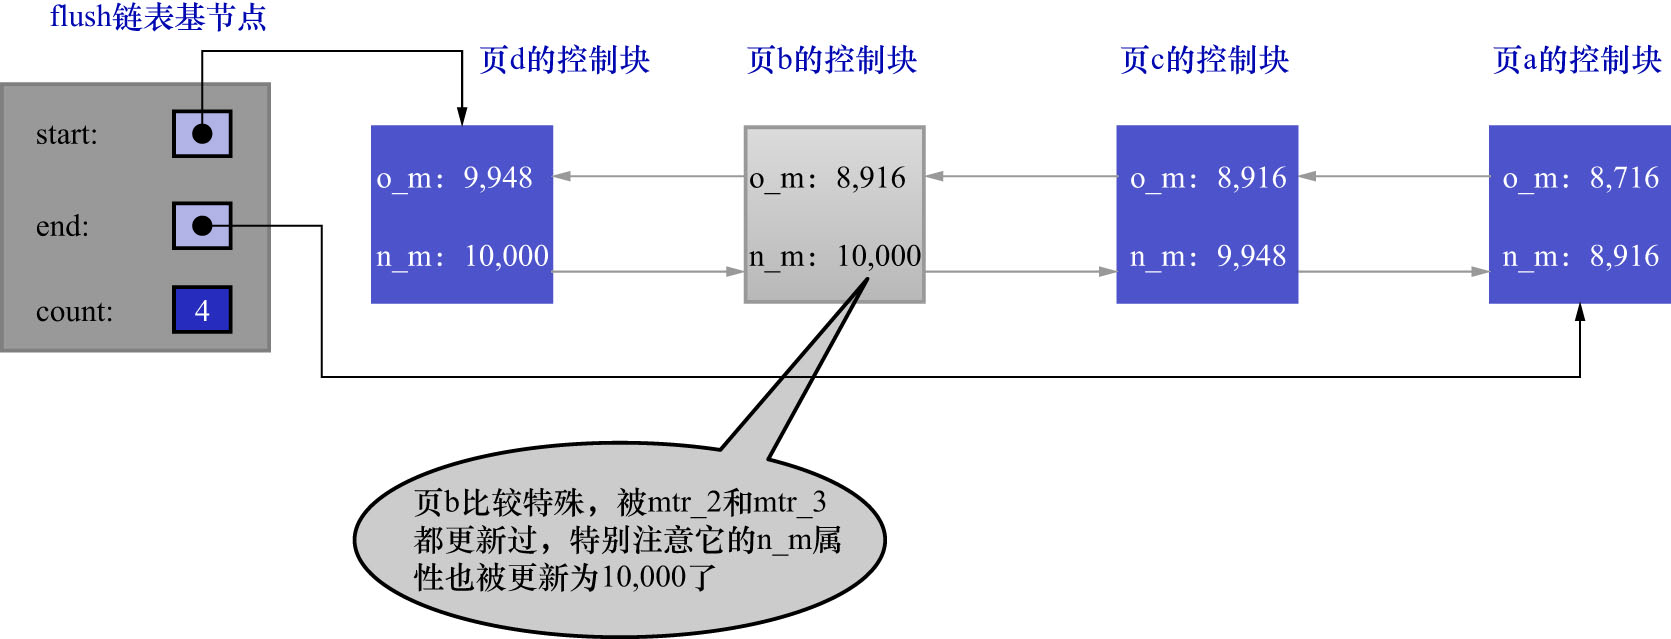 flush链表基节点
页d的控制块
页b的控制块
页c的控制块
页a的控制块
start:
end:
count:
4
o_m：9,948
n_m：10,000
o_m：8,916
n_m：10,000
o_m：8,916
n_m：9,948
o_m：8,716
n_m：8,916
页b比较特殊，被mtr_2和mtr_3
都更新过，特别注意它的n_m属
性也被更新为10,000了